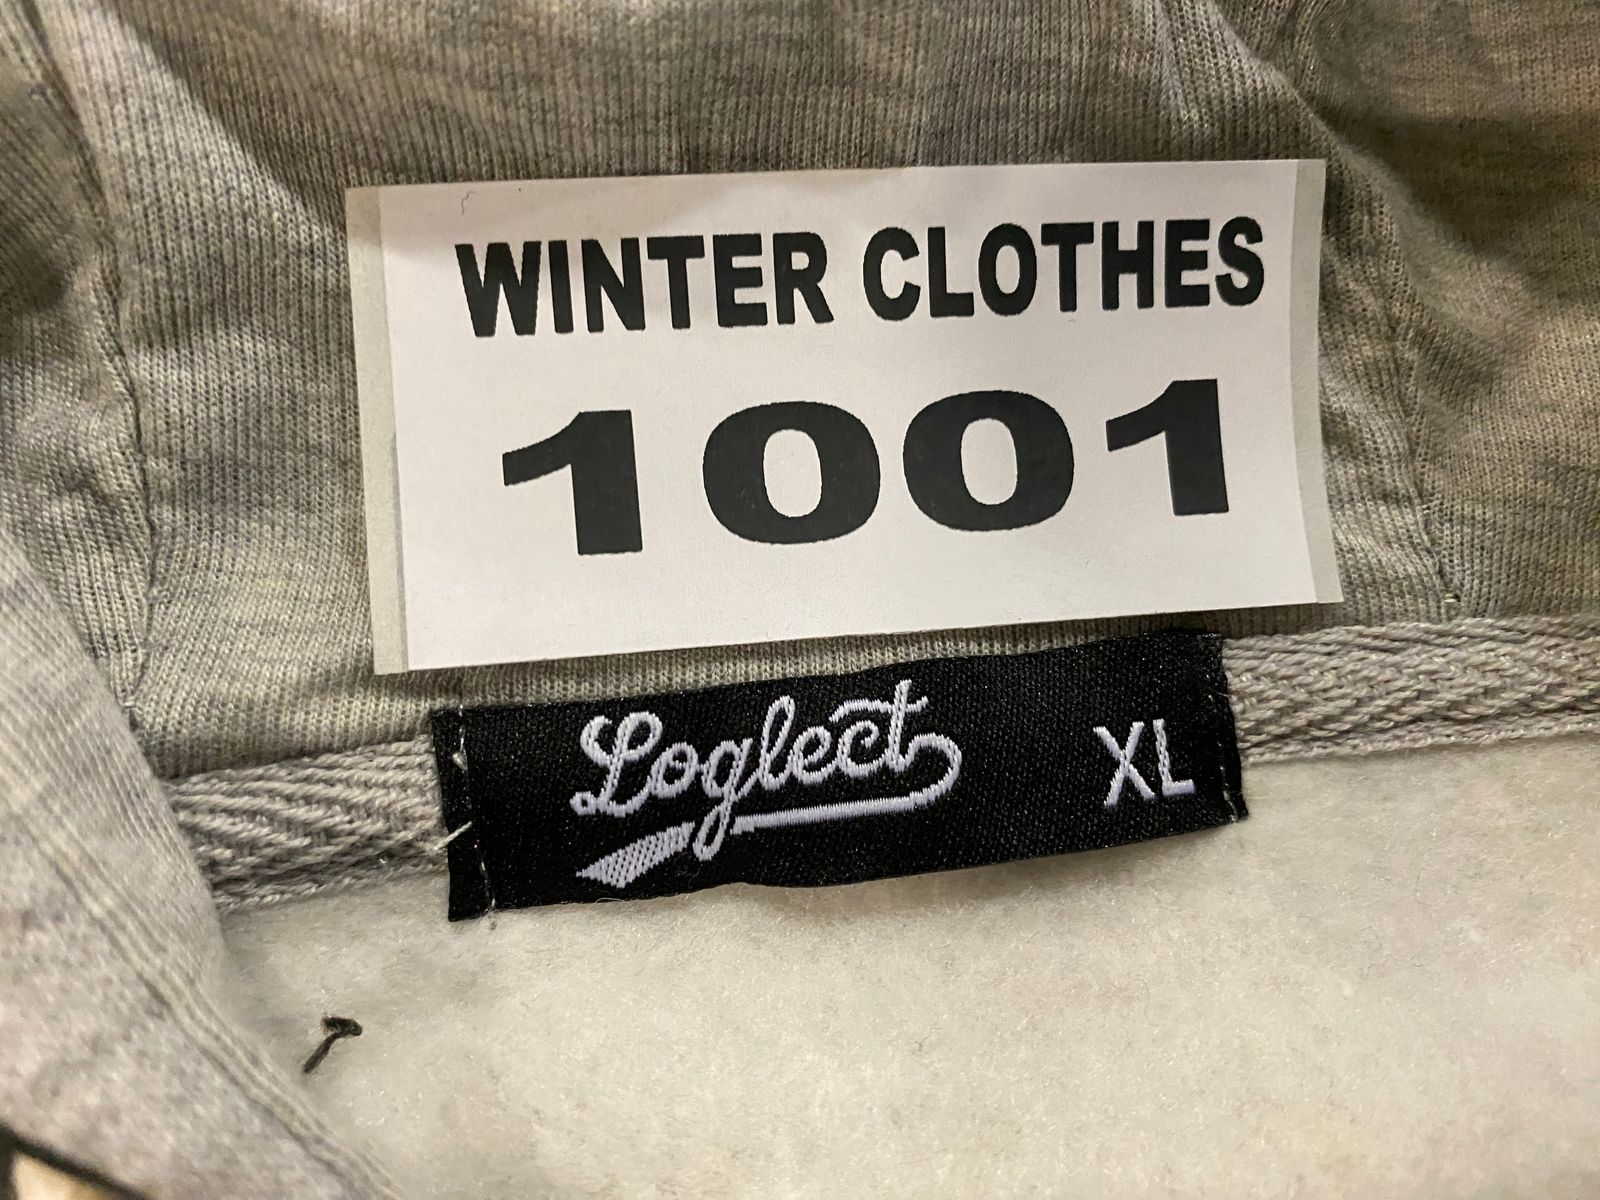 WINTER CLOTHES
1001
Loglect XL